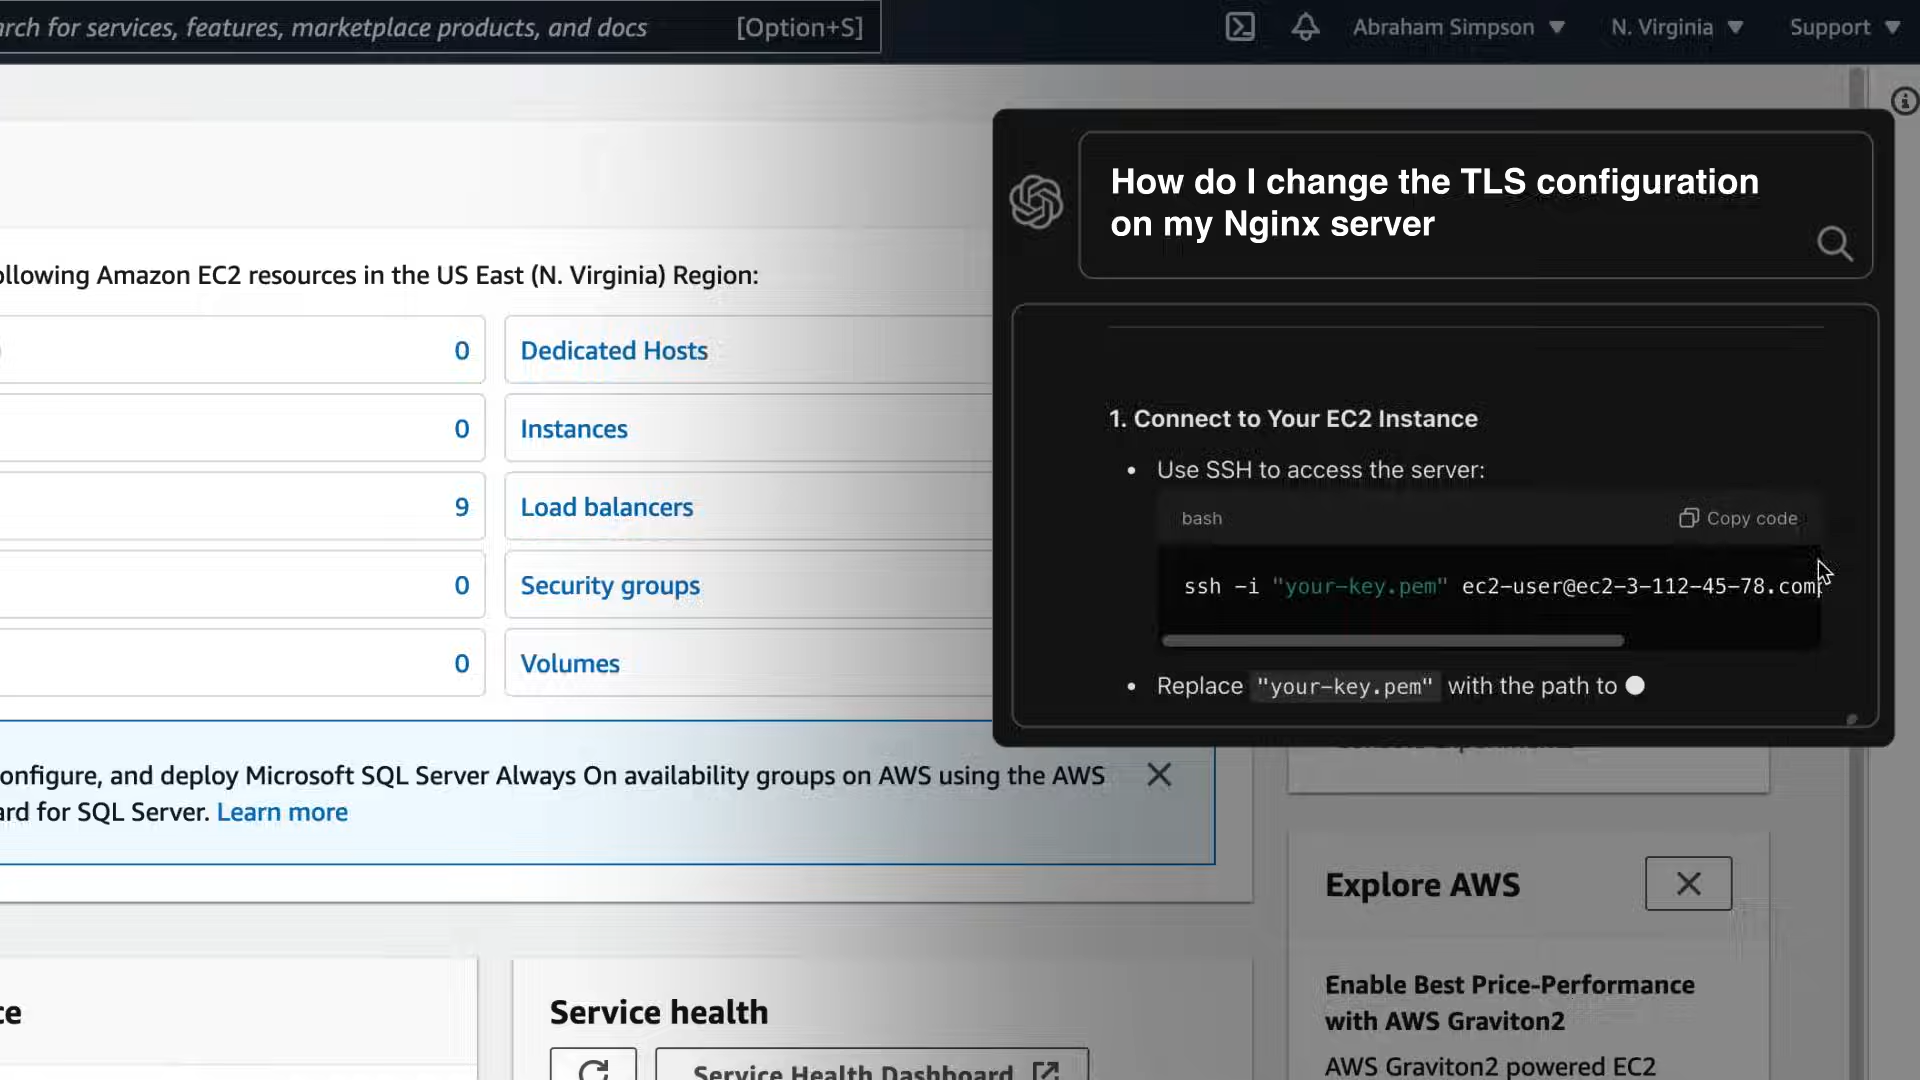 rch for services, features, marketplace products, and docs [Option+S] Abraham Simpson N. Virginia Support
How do I change the TLS configuration
on my Nginx server
ollowing Amazon EC2 resources in the US East (N. Virginia) Region:
0 Dedicated Hosts
0 Instances
9 Load balancers
0 Security groups
0 Volumes
1. Connect to Your EC2 Instance
• Use SSH to access the server:
bash Copy code
ssh -i "your-key.pem" ec2-user@ec2-3-112-45-78.com
• Replace "your-key.pem" with the path to
onfigure, and deploy Microsoft SQL Server Always On availability groups on AWS using the AWS
ard for SQL Server. Learn more
Explore AWS
Enable Best Price-Performance
with AWS Graviton2
AWS Graviton2 powered EC2
ce
Service health
Service Health Dashboard